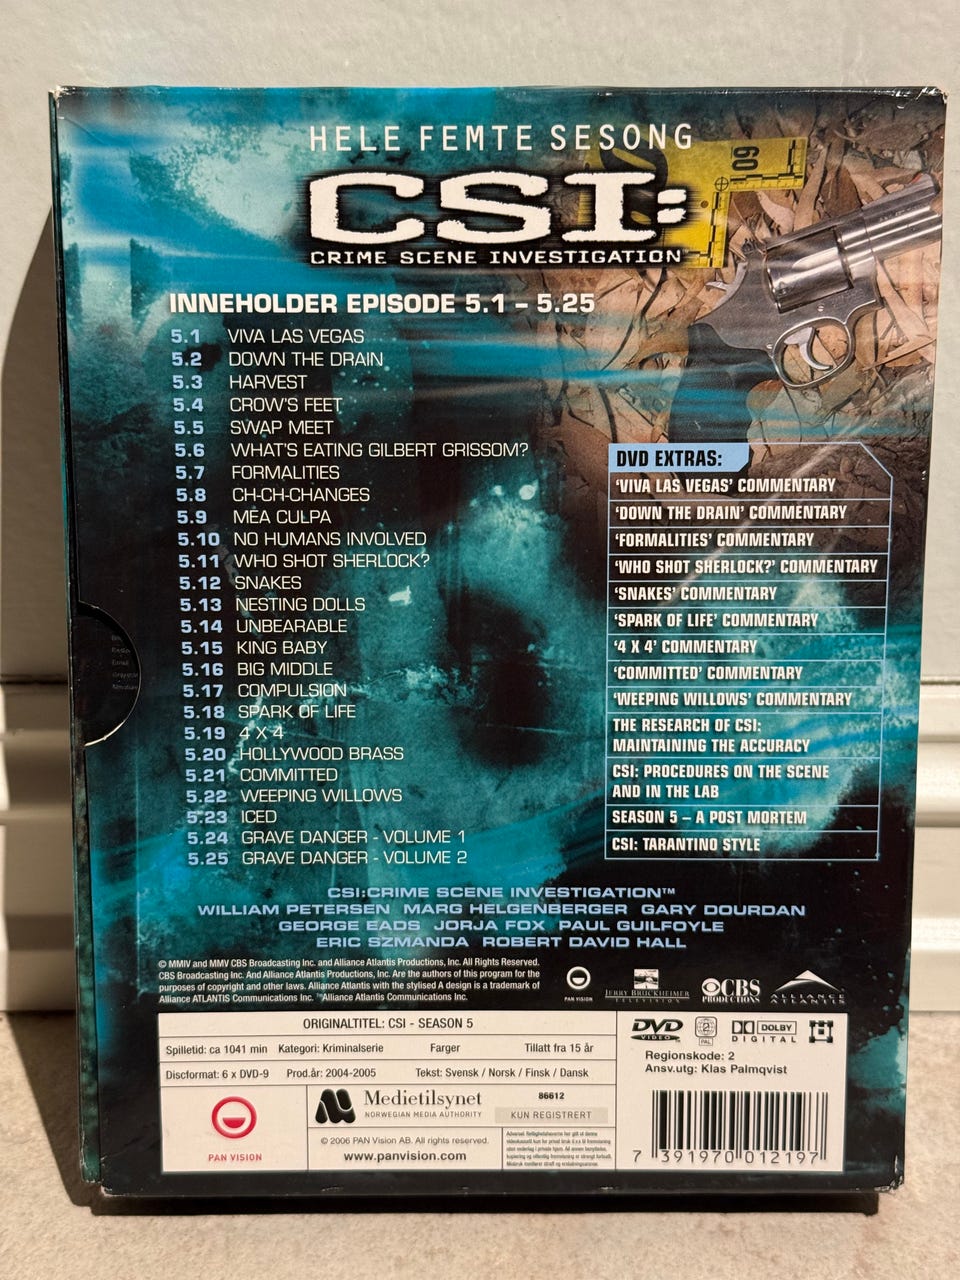 HELE FEMTE SESONG
CSI:
CRIME SCENE INVESTIGATION™
09
INNEHOLDER EPISODE 5.1 – 5.25
5.1 VIVA LAS VEGAS
5.2 DOWN THE DRAIN
5.3 HARVEST
5.4 CROW'S FEET
5.5 SWAP MEET
5.6 WHAT'S EATING GILBERT GRISSOM?
5.7 FORMALITIES
5.8 CH-CH-CHANGES
5.9 MEA CULPA
5.10 NO HUMANS INVOLVED
5.11 WHO SHOT SHERLOCK?
5.12 SNAKES
5.13 NESTING DOLLS
5.14 UNBEARABLE
5.15 KING BABY
5.16 BIG MIDDLE
5.17 COMPULSION
5.18 SPARK OF LIFE
5.19 4 X 4
5.20 HOLLYWOOD BRASS
5.21 COMMITTED
5.22 WEEPING WILLOWS
5.23 ICED
5.24 GRAVE DANGER - VOLUME 1
5.25 GRAVE DANGER - VOLUME 2
DVD EXTRAS:
'VIVA LAS VEGAS' COMMENTARY
'DOWN THE DRAIN' COMMENTARY
'FORMALITIES' COMMENTARY
'WHO SHOT SHERLOCK?' COMMENTARY
'SNAKES' COMMENTARY
'SPARK OF LIFE' COMMENTARY
'4 X 4' COMMENTARY
'COMMITTED' COMMENTARY
'WEEPING WILLOWS' COMMENTARY
THE RESEARCH OF CSI:
MAINTAINING THE ACCURACY
CSI: PROCEDURES ON THE SCENE
AND IN THE LAB
SEASON 5 – A POST MORTEM
CSI: TARANTINO STYLE
CSI:CRIME SCENE INVESTIGATION™
WILLIAM PETERSEN MARG HELGENBERGER GARY DOURDAN
GEORGE EADS JORJA FOX PAUL GUILFOYLE
ERIC SZMANDA ROBERT DAVID HALL
© MMIV and MMV CBS Broadcasting Inc. and Alliance Atlantis Productions, Inc. All Rights Reserved.
CBS Broadcasting Inc. And Alliance Atlantis Productions, Inc. Are the authors of this program for the
purposes of copyright and other laws. Alliance Atlantis with the stylised A design is a trademark of
Alliance ATLANTIS Communications Inc. ™Alliance Atlantis Communications Inc.
PAN VISION
JERRY BRUCKHEIMER
TELEVISION
CBS
PRODUCTIONS
ALLIANCE
ATLANTIS
ORIGINALTITEL: CSI - SEASON 5
Spilletid: ca 1041 min Kategori: Kriminalserie Farger Tillatt fra 15 år
Discformat: 6 x DVD-9 Prod.år: 2004-2005 Tekst: Svensk / Norsk / Finsk / Dansk
PAN VISION
Medietilsynet
NORWEGIAN MEDIA AUTHORITY
86612
KUN REGISTRERT
© 2006 PAN Vision AB. All rights reserved.
www.panvision.com
DVD
VIDEO
2
PAL
DOLBY
DIGITAL
Regionskode: 2
Ansv.utg: Klas Palmqvist
7 391970 012197